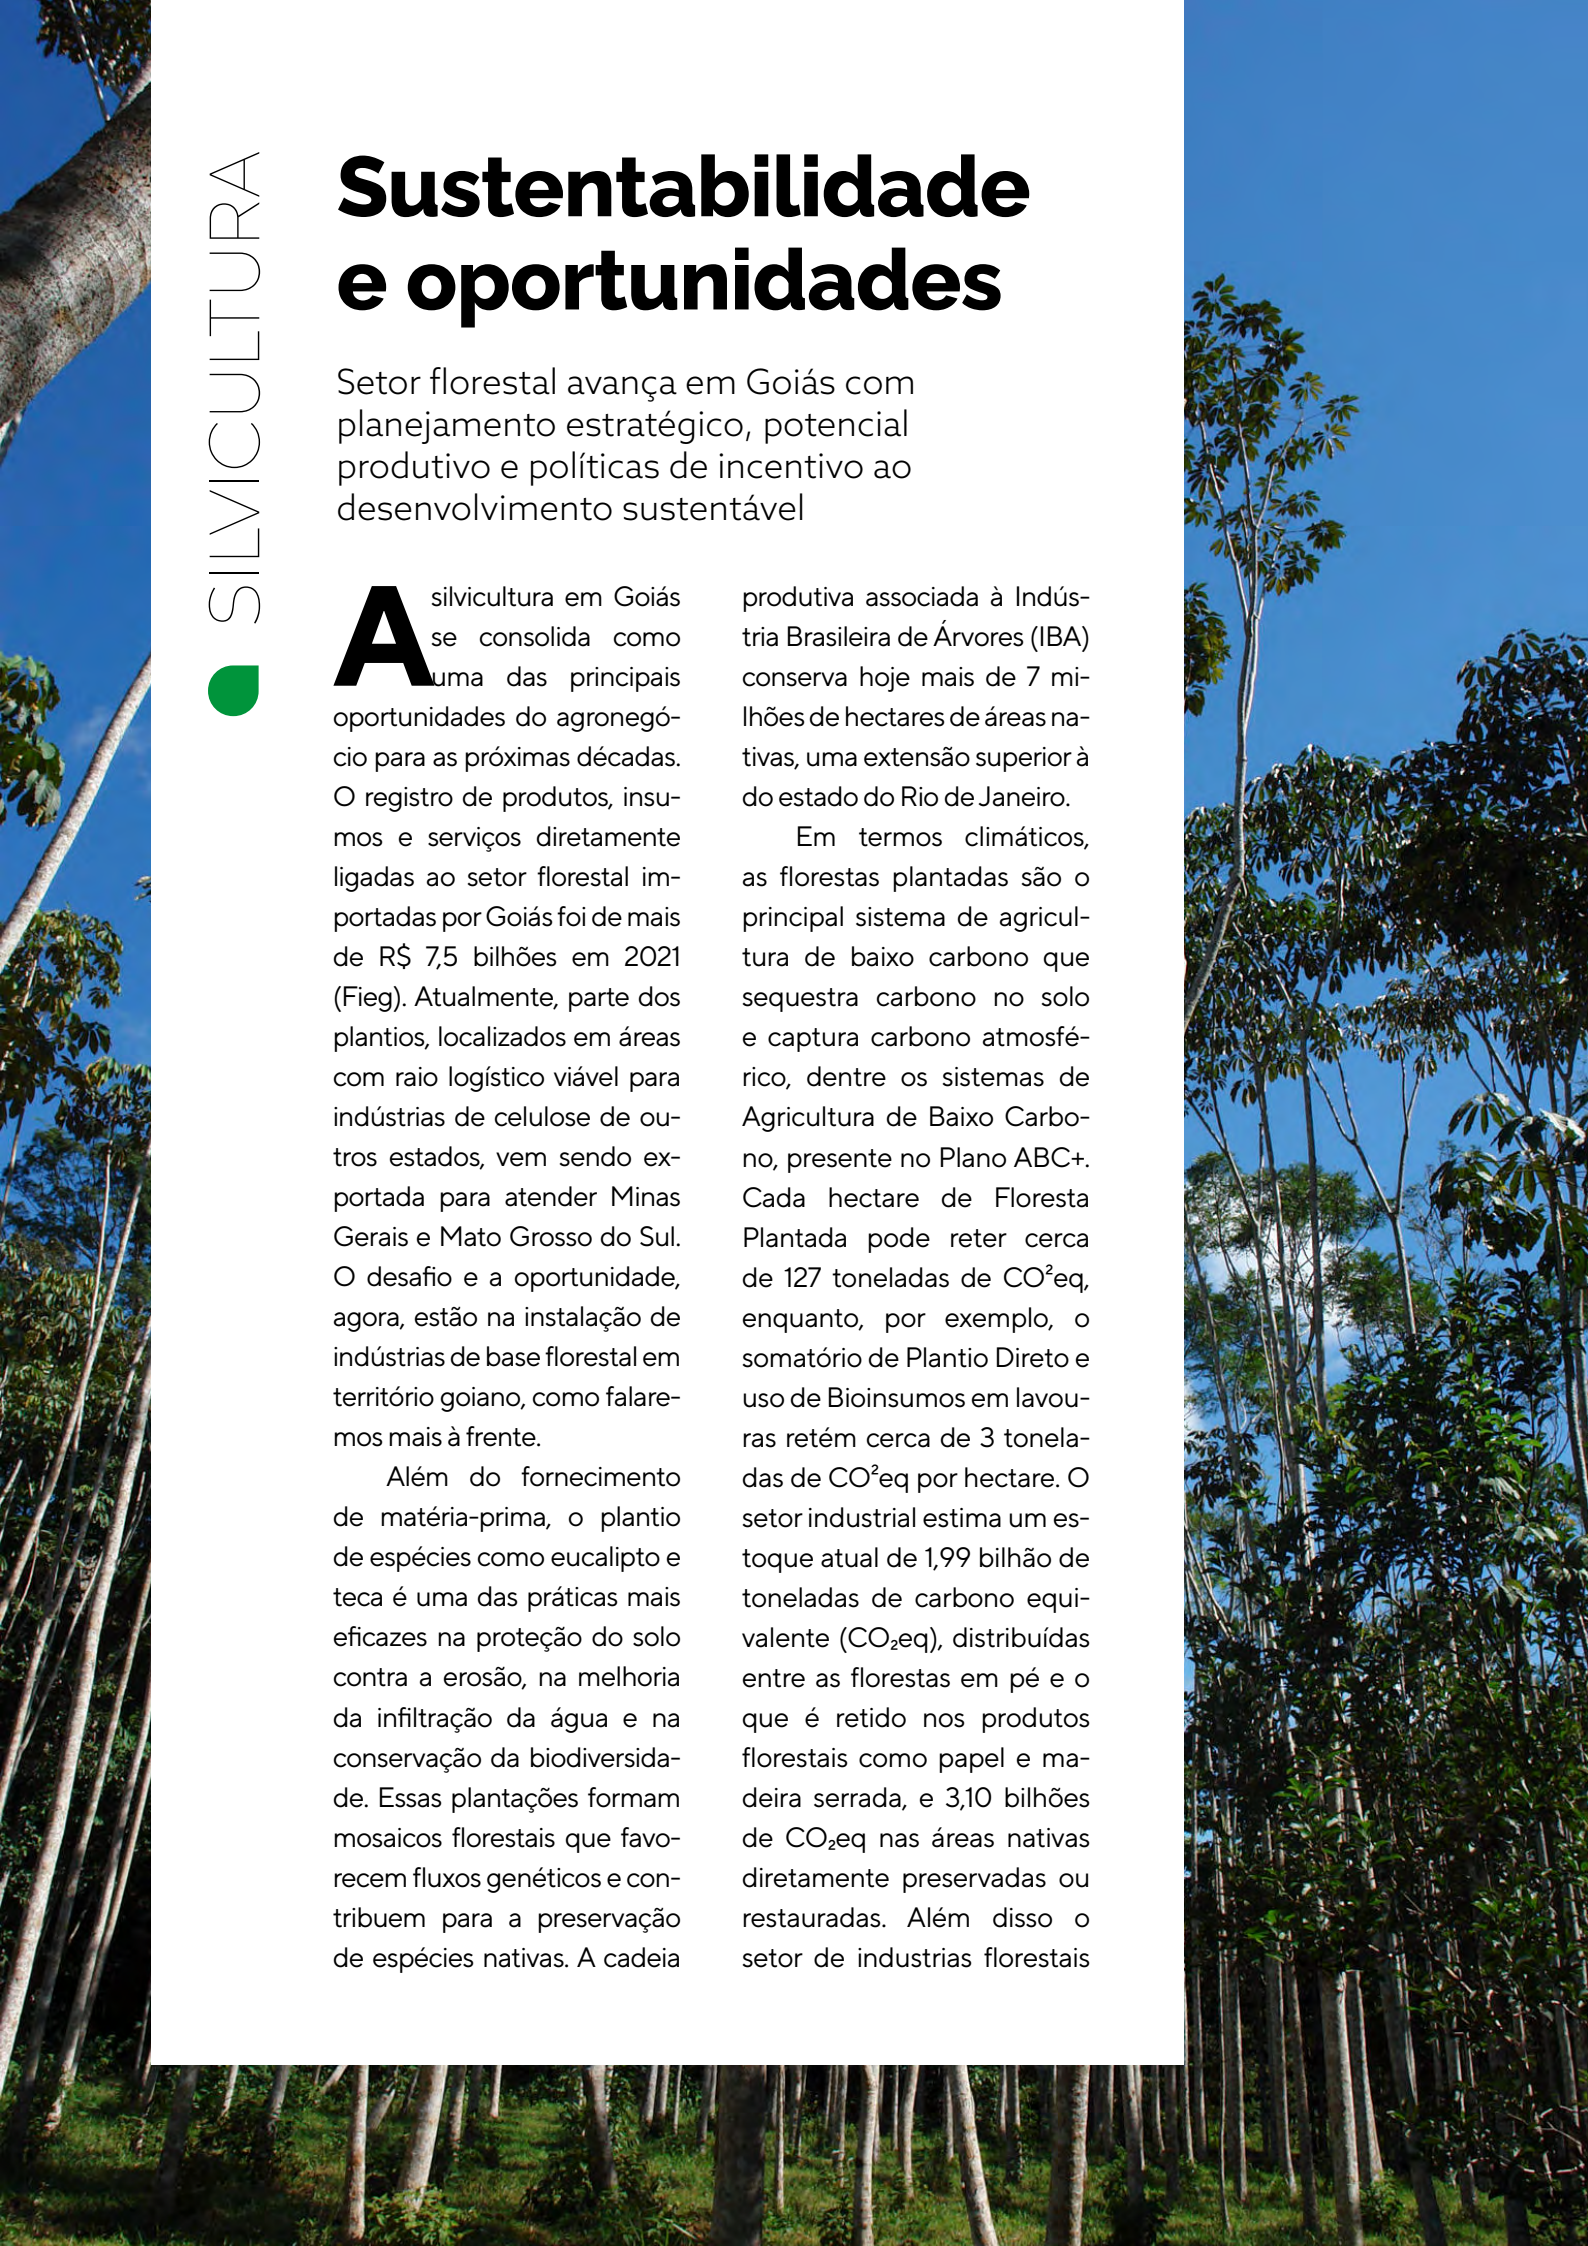 SILVICULTURA
Sustentabilidade
e oportunidades
Setor florestal avança em Goiás com
planejamento estratégico, potencial
produtivo e políticas de incentivo ao
desenvolvimento sustentável
A silvicultura em Goiás
se consolida como
uma das principais
oportunidades do agronegó-
cio para as próximas décadas.
O registro de produtos, insu-
mos e serviços diretamente
ligadas ao setor florestal im-
portadas por Goiás foi de mais
de R$ 7,5 bilhões em 2021
(Fieg). Atualmente, parte dos
plantios, localizados em áreas
com raio logístico viável para
indústrias de celulose de ou-
tros estados, vem sendo ex-
portada para atender Minas
Gerais e Mato Grosso do Sul.
O desafio e a oportunidade,
agora, estão na instalação de
indústrias de base florestal em
território goiano, como falare-
mos mais à frente.
Além do fornecimento
de matéria-prima, o plantio
de espécies como eucalipto e
teca é uma das práticas mais
eficazes na proteção do solo
contra a erosão, na melhoria
da infiltração da água e na
conservação da biodiversida-
de. Essas plantações formam
mosaicos florestais que favo-
recem fluxos genéticos e con-
tribuem para a preservação
de espécies nativas. A cadeia
produtiva associada à Indús-
tria Brasileira de Árvores (IBA)
conserva hoje mais de 7 mi-
lhões de hectares de áreas na-
tivas, uma extensão superior à
do estado do Rio de Janeiro.
Em termos climáticos,
as florestas plantadas são o
principal sistema de agricul-
tura de baixo carbono que
sequestra carbono no solo
e captura carbono atmosfé-
rico, dentre os sistemas de
Agricultura de Baixo Carbo-
no, presente no Plano ABC+.
Cada hectare de Floresta
Plantada pode reter cerca
de 127 toneladas de CO²eq,
enquanto, por exemplo, o
somatório de Plantio Direto e
uso de Bioinsumos em lavou-
ras retém cerca de 3 tonela-
das de CO²eq por hectare. O
setor industrial estima um es-
toque atual de 1,99 bilhão de
toneladas de carbono equi-
valente (CO₂eq), distribuídas
entre as florestas em pé e o
que é retido nos produtos
florestais como papel e ma-
deira serrada, e 3,10 bilhões
de CO₂eq nas áreas nativas
diretamente preservadas ou
restauradas. Além disso o
setor de industrias florestais